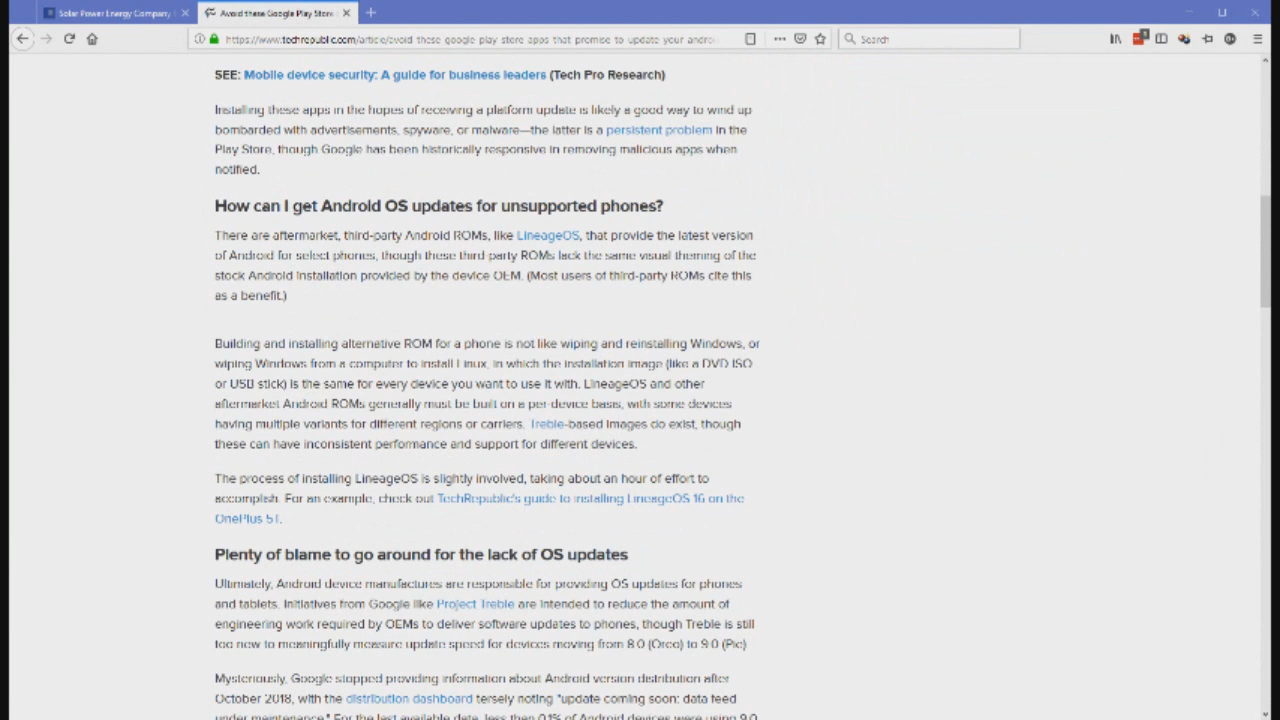 Solar Power Energy Company
Avoid these Google Play Store
https://www.techrepublic.com/article/avoid-these-google-play-store-apps-that-promise-to-update-your-andro
Search
SEE: Mobile device security: A guide for business leaders (Tech Pro Research)
Installing these apps in the hopes of receiving a platform update is likely a good way to wind up
bombarded with advertisements, spyware, or malware—the latter is a persistent problem in the
Play Store, though Google has been historically responsive in removing malicious apps when
notified.
How can I get Android OS updates for unsupported phones?
There are aftermarket, third-party Android ROMs, like LineageOS, that provide the latest version
of Android for select phones, though these third party ROMs lack the same visual theming of the
stock Android installation provided by the device OEM. (Most users of third-party ROMs cite this
as a benefit.)
Building and installing alternative ROM for a phone is not like wiping and reinstalling Windows, or
wiping Windows from a computer to install Linux, in which the installation image (like a DVD ISO
or USB stick) is the same for every device you want to use it with. LineageOS and other
aftermarket Android ROMs generally must be built on a per-device basis, with some devices
having multiple variants for different regions or carriers. Treble-based images do exist, though
these can have inconsistent performance and support for different devices.
The process of installing LineageOS is slightly involved, taking about an hour of effort to
accomplish. For an example, check out TechRepublic's guide to installing LineageOS 16 on the
OnePlus 5T.
Plenty of blame to go around for the lack of OS updates
Ultimately, Android device manufactures are responsible for providing OS updates for phones
and tablets. Initiatives from Google like Project Treble are intended to reduce the amount of
engineering work required by OEMs to deliver software updates to phones, though Treble is still
too new to meaningfully measure update speed for devices moving from 8.0 (Oreo) to 9.0 (Pie)
Mysteriously, Google stopped providing information about Android version distribution after
October 2018, with the distribution dashboard tersely noting "update coming soon: data feed
under maintenance." For the last available date, less than 0.1% of Android devices were using 9.0